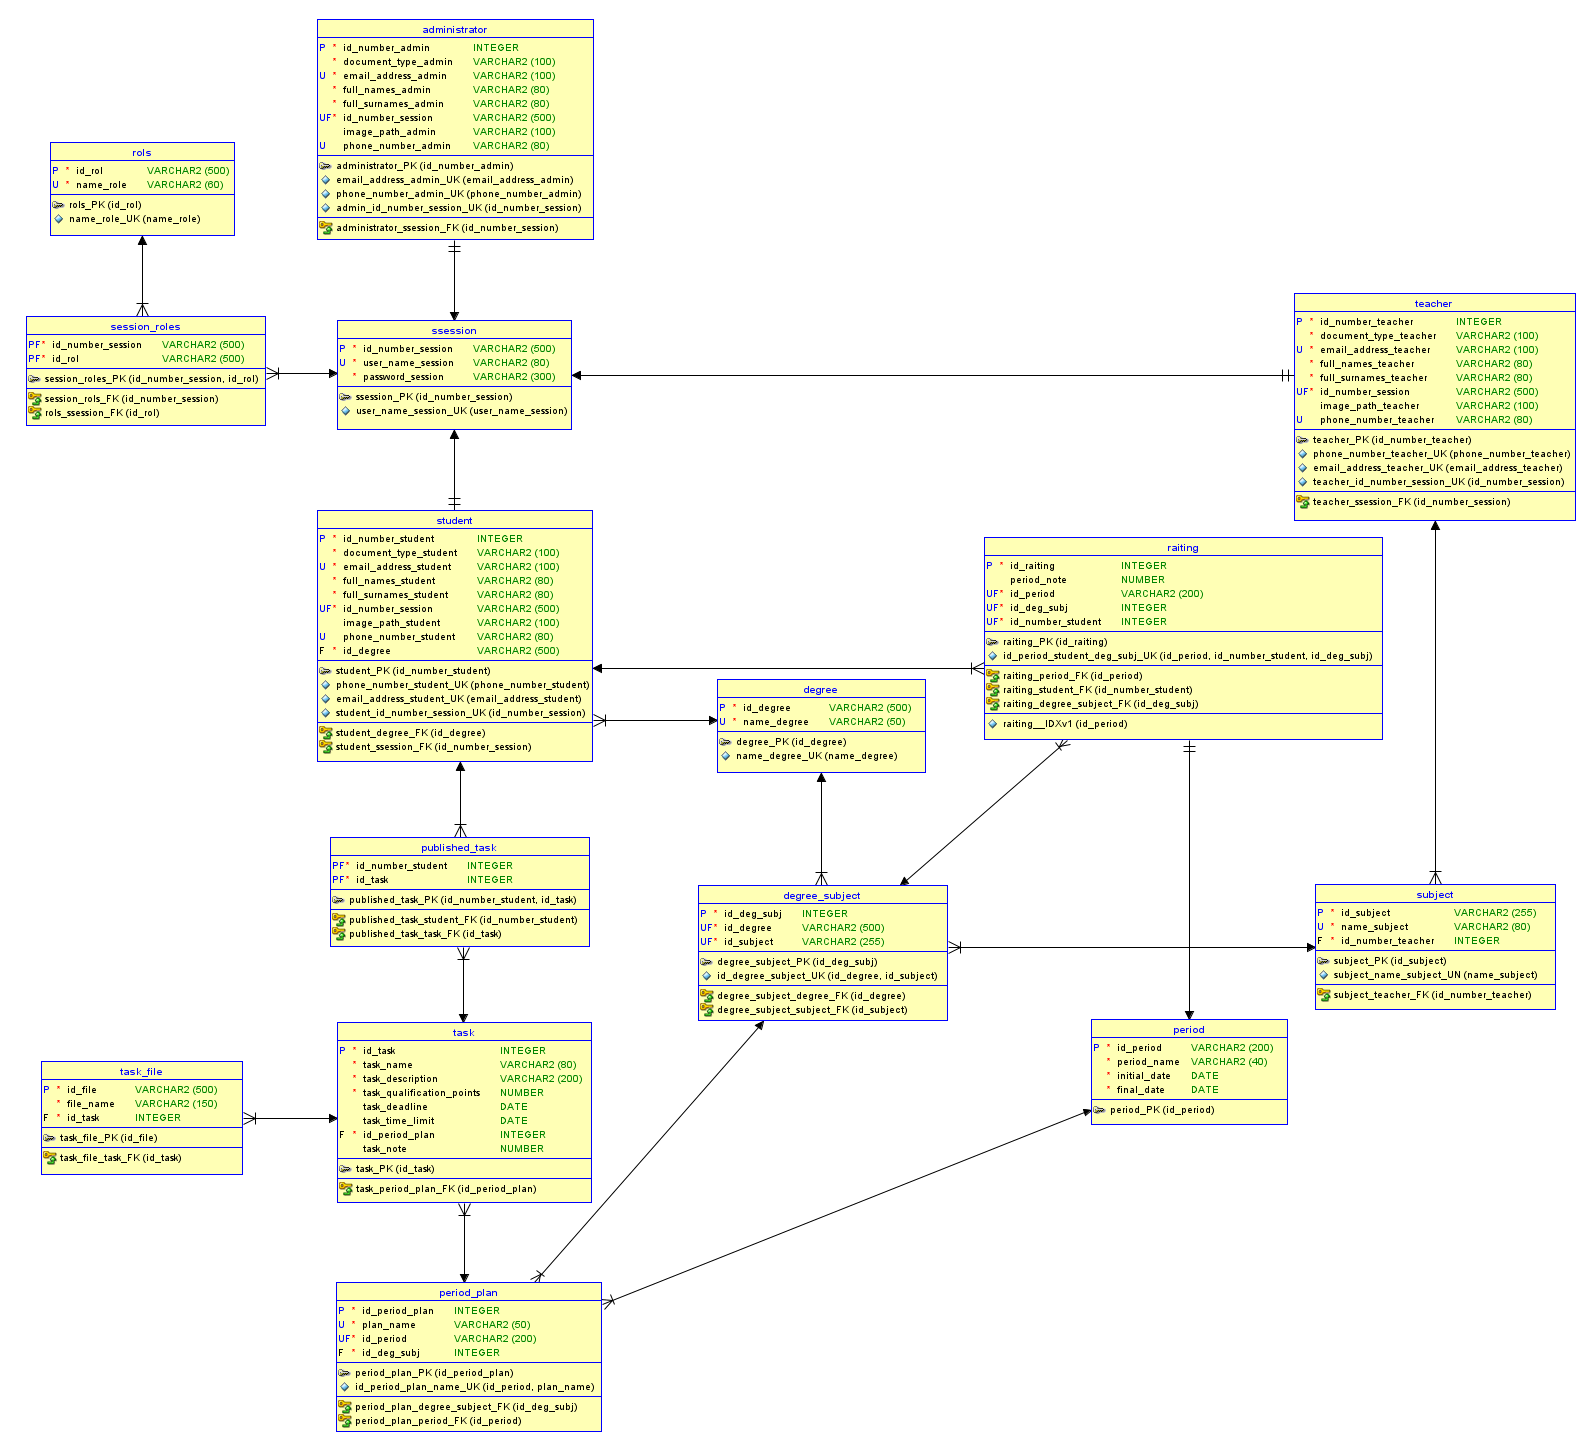 administrator
P * id_number_admin INTEGER
* document_type_admin VARCHAR2 (100)
U * email_address_admin VARCHAR2 (100)
* full_names_admin VARCHAR2 (80)
* full_surnames_admin VARCHAR2 (80)
UF* id_number_session VARCHAR2 (500)
image_path_admin VARCHAR2 (100)
U phone_number_admin VARCHAR2 (80)
administrator_PK (id_number_admin)
email_address_admin_UK (email_address_admin)
phone_number_admin_UK (phone_number_admin)
admin_id_number_session_UK (id_number_session)
administrator_ssession_FK (id_number_session)
rols
P * id_rol VARCHAR2 (500)
U * name_role VARCHAR2 (60)
rols_PK (id_rol)
name_role_UK (name_role)
session_roles
PF* id_number_session VARCHAR2 (500)
PF* id_rol VARCHAR2 (500)
session_roles_PK (id_number_session, id_rol)
session_rols_FK (id_number_session)
rols_ssession_FK (id_rol)
ssession
P * id_number_session VARCHAR2 (500)
U * user_name_session VARCHAR2 (80)
* password_session VARCHAR2 (300)
ssession_PK (id_number_session)
user_name_session_UK (user_name_session)
teacher
P * id_number_teacher INTEGER
* document_type_teacher VARCHAR2 (100)
U * email_address_teacher VARCHAR2 (100)
* full_names_teacher VARCHAR2 (80)
* full_surnames_teacher VARCHAR2 (80)
UF* id_number_session VARCHAR2 (500)
image_path_teacher VARCHAR2 (100)
U phone_number_teacher VARCHAR2 (80)
teacher_PK (id_number_teacher)
phone_number_teacher_UK (phone_number_teacher)
email_address_teacher_UK (email_address_teacher)
teacher_id_number_session_UK (id_number_session)
teacher_ssession_FK (id_number_session)
student
P * id_number_student INTEGER
* document_type_student VARCHAR2 (100)
U * email_address_student VARCHAR2 (100)
* full_names_student VARCHAR2 (80)
* full_surnames_student VARCHAR2 (80)
UF* id_number_session VARCHAR2 (500)
image_path_student VARCHAR2 (100)
U phone_number_student VARCHAR2 (80)
F * id_degree VARCHAR2 (500)
student_PK (id_number_student)
phone_number_student_UK (phone_number_student)
email_address_student_UK (email_address_student)
student_id_number_session_UK (id_number_session)
student_degree_FK (id_degree)
student_ssession_FK (id_number_session)
raiting
P * id_raiting INTEGER
period_note NUMBER
UF* id_period VARCHAR2 (200)
UF* id_deg_subj INTEGER
UF* id_number_student INTEGER
raiting_PK (id_raiting)
id_period_student_deg_subj_UK (id_period, id_number_student, id_deg_subj)
raiting_period_FK (id_period)
raiting_student_FK (id_number_student)
raiting_degree_subject_FK (id_deg_subj)
raiting__IDXv1 (id_period)
degree
P * id_degree VARCHAR2 (500)
U * name_degree VARCHAR2 (50)
degree_PK (id_degree)
name_degree_UK (name_degree)
published_task
PF* id_number_student INTEGER
PF* id_task INTEGER
published_task_PK (id_number_student, id_task)
published_task_student_FK (id_number_student)
published_task_task_FK (id_task)
degree_subject
P * id_deg_subj INTEGER
UF* id_degree VARCHAR2 (500)
UF* id_subject VARCHAR2 (255)
degree_subject_PK (id_deg_subj)
id_degree_subject_UK (id_degree, id_subject)
degree_subject_degree_FK (id_degree)
degree_subject_subject_FK (id_subject)
subject
P * id_subject VARCHAR2 (255)
U * name_subject VARCHAR2 (80)
F * id_number_teacher INTEGER
subject_PK (id_subject)
subject_name_subject_UN (name_subject)
subject_teacher_FK (id_number_teacher)
period
P * id_period VARCHAR2 (200)
* period_name VARCHAR2 (40)
* initial_date DATE
* final_date DATE
period_PK (id_period)
task
P * id_task INTEGER
* task_name VARCHAR2 (80)
* task_description VARCHAR2 (200)
* task_qualification_points NUMBER
task_deadline DATE
task_time_limit DATE
F * id_period_plan INTEGER
task_note NUMBER
task_PK (id_task)
task_period_plan_FK (id_period_plan)
task_file
P * id_file VARCHAR2 (500)
* file_name VARCHAR2 (150)
F * id_task INTEGER
task_file_PK (id_file)
task_file_task_FK (id_task)
period_plan
P * id_period_plan INTEGER
U * plan_name VARCHAR2 (50)
UF* id_period VARCHAR2 (200)
F * id_deg_subj INTEGER
period_plan_PK (id_period_plan)
id_period_plan_name_UK (id_period, plan_name)
period_plan_degree_subject_FK (id_deg_subj)
period_plan_period_FK (id_period)